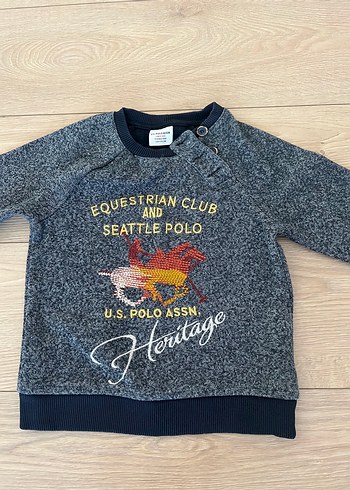 EQUESTRIAN CLUB
AND
SEATTLE POLO
U.S. POLO ASSN.
Heritage